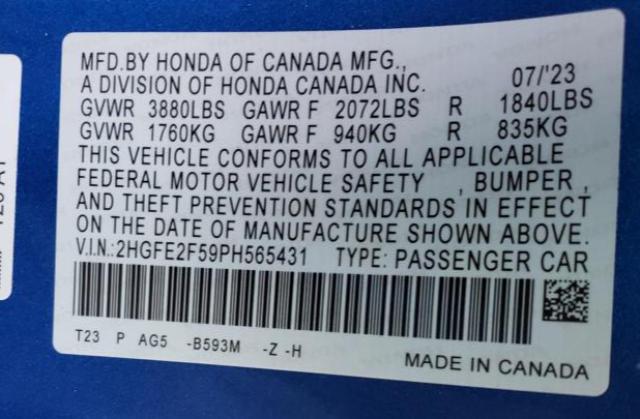 MFD.BY HONDA OF CANADA MFG.,
A DIVISION OF HONDA CANADA INC. 07/'23
GVWR 3880LBS GAWR F 2072LBS R 1840LBS
GVWR 1760KG GAWR F 940KG R 835KG
THIS VEHICLE CONFORMS TO ALL APPLICABLE
FEDERAL MOTOR VEHICLE SAFETY , BUMPER ,
AND THEFT PREVENTION STANDARDS IN EFFECT
ON THE DATE OF MANUFACTURE SHOWN ABOVE.
V.I.N.:2HGFE2F59PH565431 TYPE: PASSENGER CAR
T23 P AG5 -B593M -Z -H
MADE IN CANADA